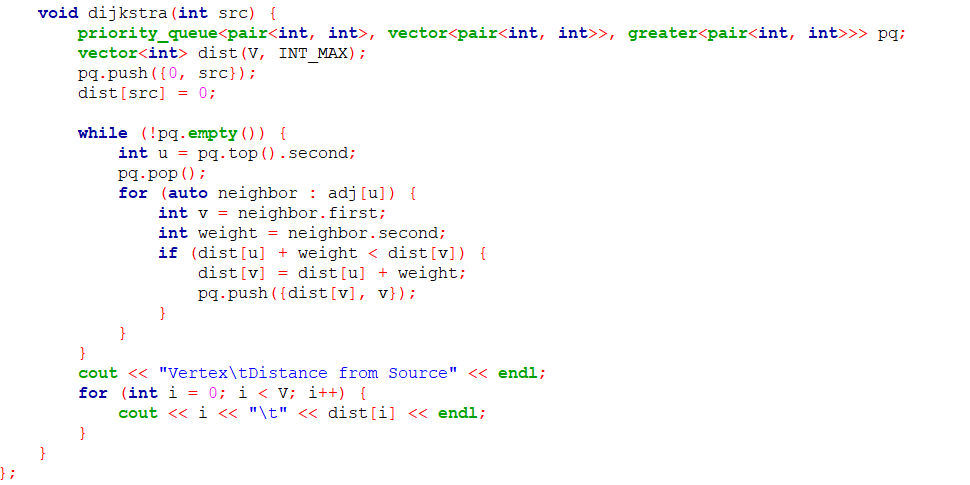 void dijkstra(int src) {
priority_queue<pair<int, int>, vector<pair<int, int>>, greater<pair<int, int>>> pq;
vector<int> dist(V, INT_MAX);
pq.push({0, src});
dist[src] = 0;
while (!pq.empty()) {
int u = pq.top().second;
pq.pop();
for (auto neighbor : adj[u]) {
int v = neighbor.first;
int weight = neighbor.second;
if (dist[u] + weight < dist[v]) {
dist[v] = dist[u] + weight;
pq.push({dist[v], v});
}
}
}
cout << "Vertex\tDistance from Source" << endl;
for (int i = 0; i < V; i++) {
cout << i << "\t" << dist[i] << endl;
}
}
};